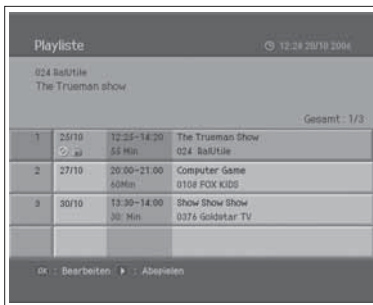 Playliste 12:24 28/10 2006
024 RaiUtile
The Trueman show
Gesamt : 1/3
1 25/10 12:25-14:20 The Trueman Show
55 Min 024 RaiUtile
2 27/10 20:00-21:00 Computer Game
60Min 0108 FOX KIDS
3 30/10 13:30-14:00 Show Show Show
30: Min 0376 Goldstar TV
OK : Bearbeiten : Abspielen